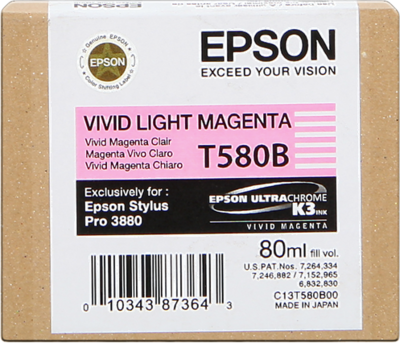 Genuine Epson
EPSON
Color Shifting Label
EPSON
EXCEED YOUR VISION
VIVID LIGHT MAGENTA
Vivid Magenta Clair
Magenta Vivo Claro
Vivid Magenta Chiaro
T580B
Exclusively for :
Epson Stylus
Pro 3880
EPSON ULTRACHROME
K3 INK
VIVID MAGENTA
80ml fill vol.
U.S.PAT.Nos. 7,264,334
7,246,882 / 7,152,965
6,832,830
C13T580B00
MADE IN JAPAN
0 10343 87364 3